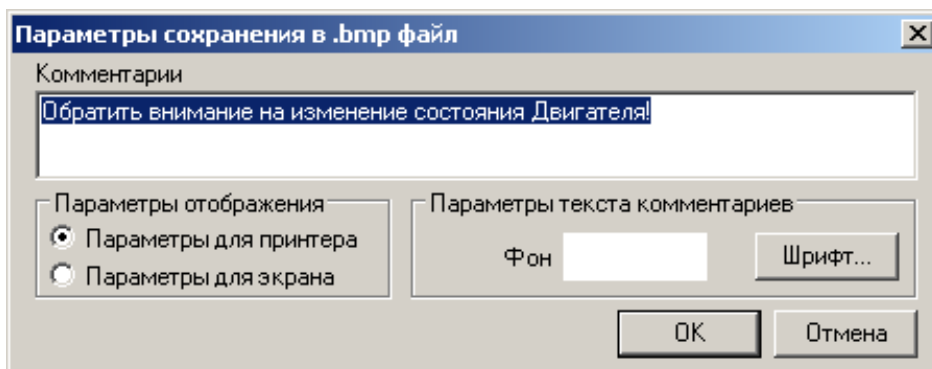 Параметры сохранения в .bmp файл
Комментарии
Обратить внимание на изменение состояния Двигателя!
Параметры отображения
Параметры для принтера
Параметры для экрана
Параметры текста комментариев
Фон
Шрифт...
OK
Отмена